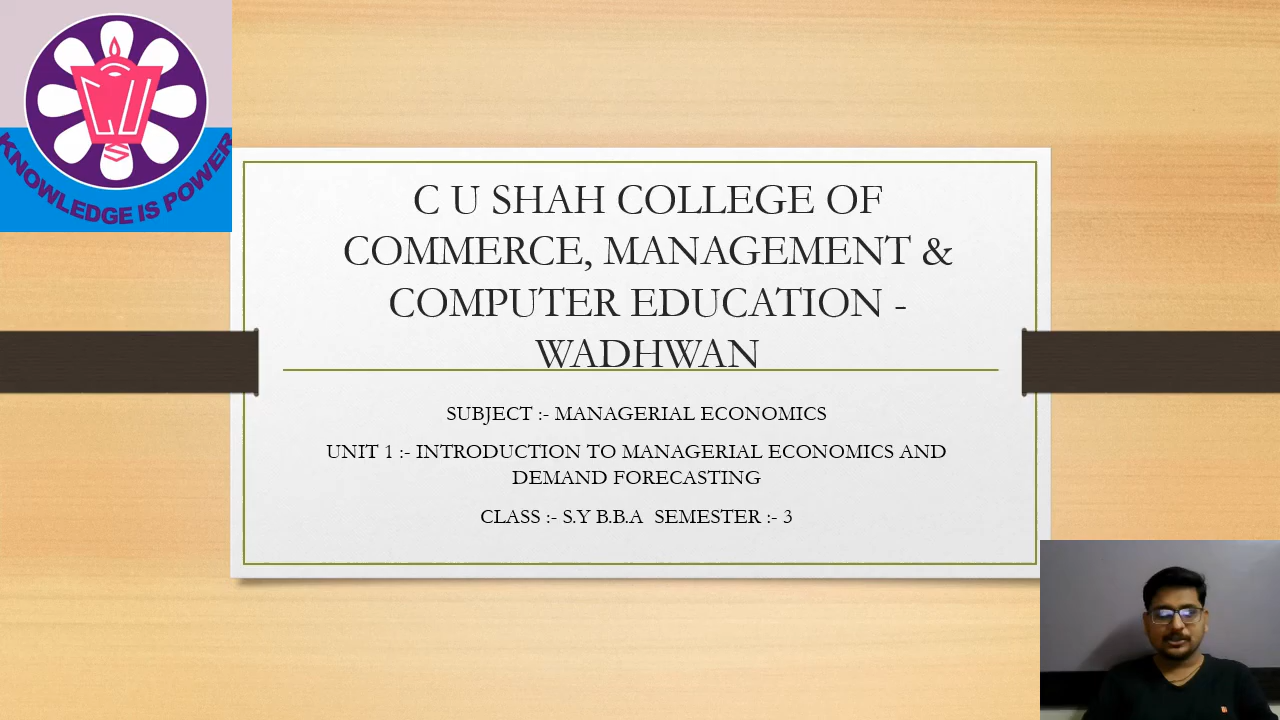 KNOWLEDGE IS POWER
C U SHAH COLLEGE OF
COMMERCE, MANAGEMENT &
COMPUTER EDUCATION -
WADHWAN
SUBJECT :- MANAGERIAL ECONOMICS
UNIT 1 :- INTRODUCTION TO MANAGERIAL ECONOMICS AND
DEMAND FORECASTING
CLASS :- S.Y B.B.A SEMESTER :- 3